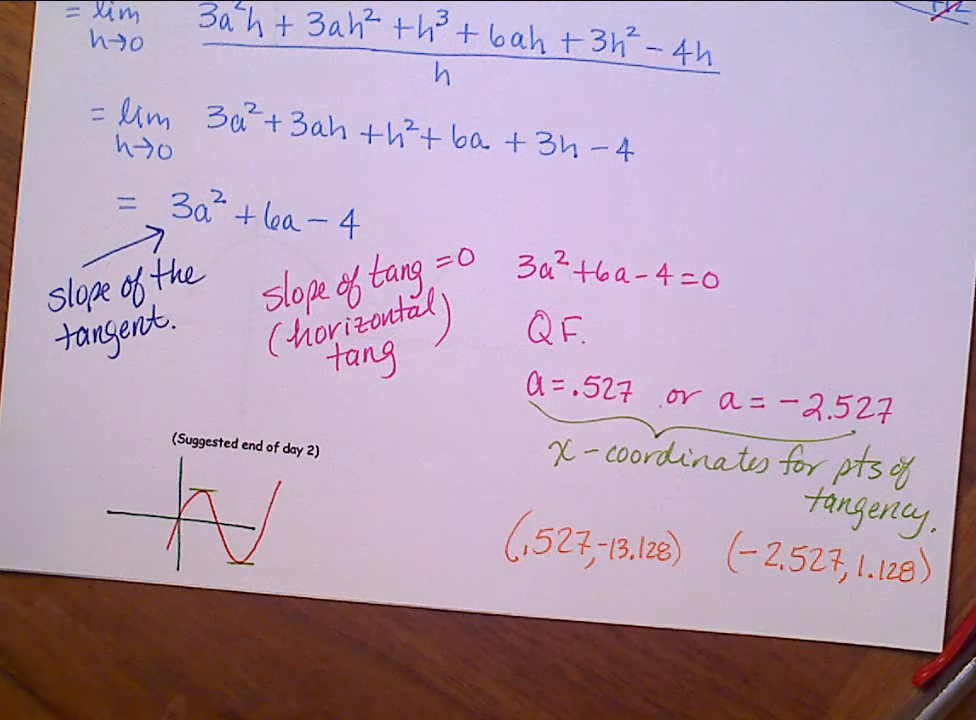 = lim h→0 3a²h + 3ah² + h³ + 6ah + 3h² - 4h
h
= lim h→0 3a² + 3ah + h² + 6a + 3h - 4
= 3a² + 6a - 4
slope of the
tangent.
slope of tang = 0
(horizontal)
tang
3a² + 6a - 4 = 0
QF.
a = .527 or a = -2.527
x-coordinates for pts of
tangency.
(.527, -13.128) (-2.527, 1.128)
(Suggested end of day 2)